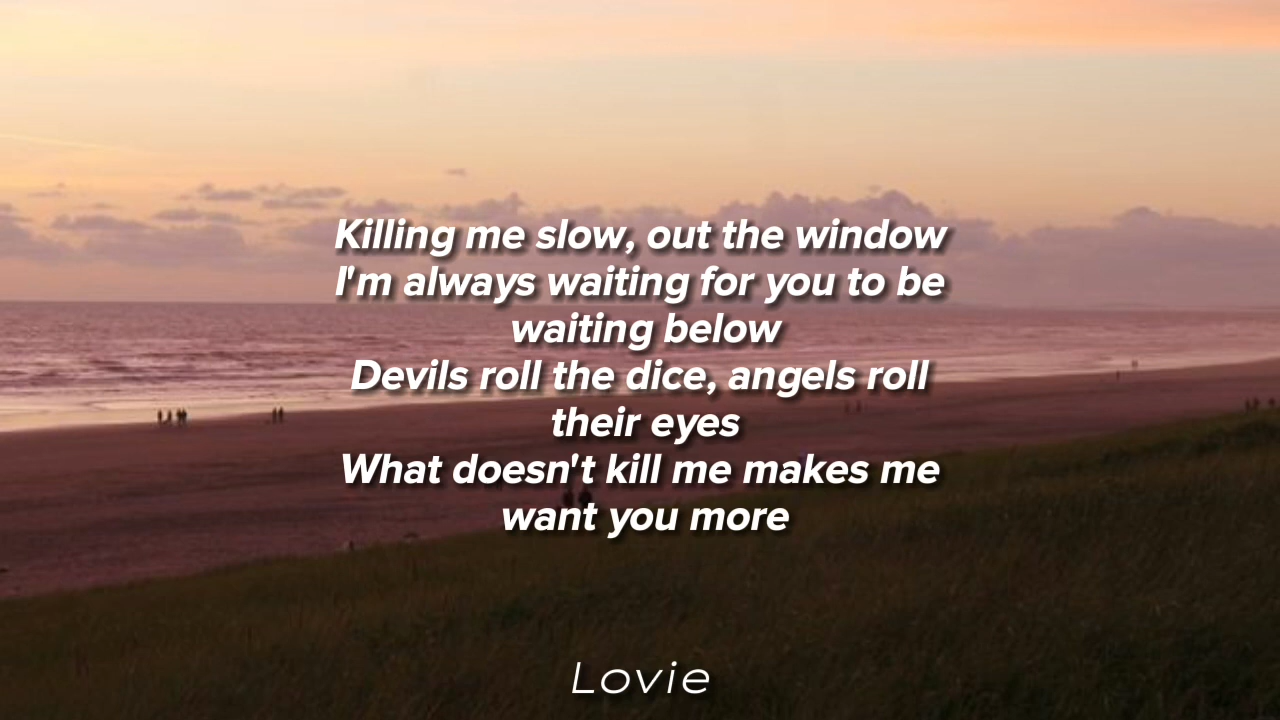 Killing me slow, out the window
I'm always waiting for you to be
waiting below
Devils roll the dice, angels roll
their eyes
What doesn't kill me makes me
want you more
Lovie